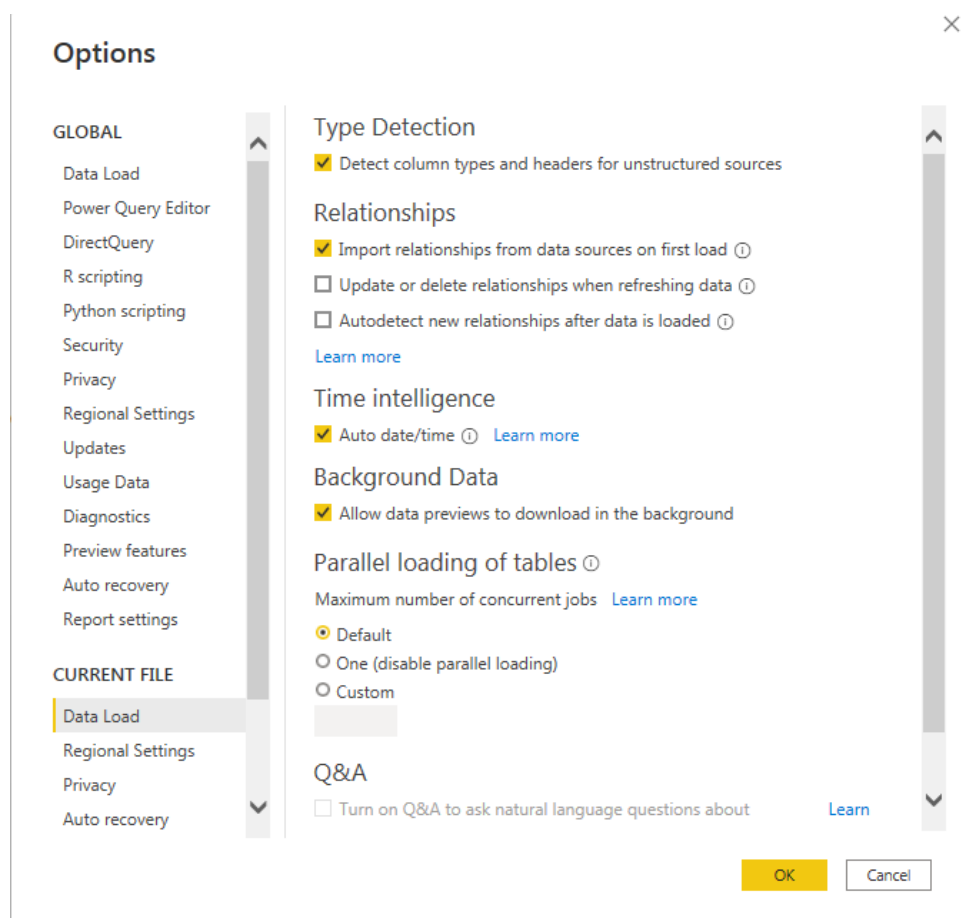 Options
GLOBAL
Data Load
Power Query Editor
DirectQuery
R scripting
Python scripting
Security
Privacy
Regional Settings
Updates
Usage Data
Diagnostics
Preview features
Auto recovery
Report settings
CURRENT FILE
Data Load
Regional Settings
Privacy
Auto recovery
Type Detection
Detect column types and headers for unstructured sources
Relationships
Import relationships from data sources on first load
Update or delete relationships when refreshing data
Autodetect new relationships after data is loaded
Learn more
Time intelligence
Auto date/time Learn more
Background Data
Allow data previews to download in the background
Parallel loading of tables
Maximum number of concurrent jobs Learn more
Default
One (disable parallel loading)
Custom
Q&A
Turn on Q&A to ask natural language questions about Learn
OK Cancel